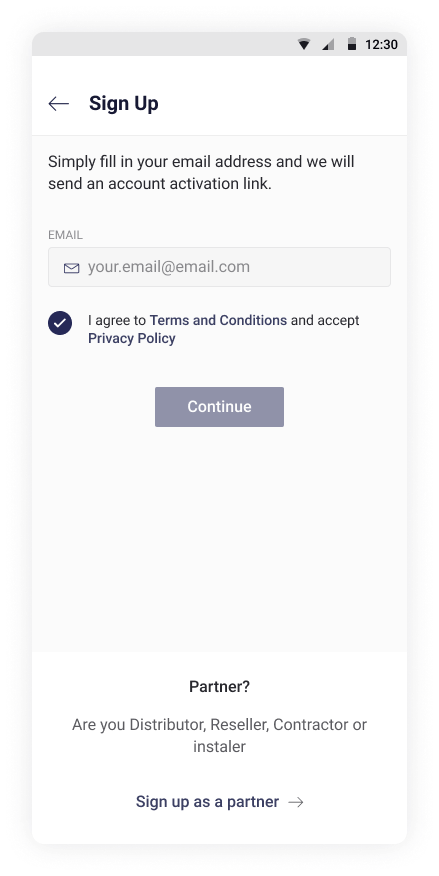 12:30
Sign Up
Simply fill in your email address and we will
send an account activation link.
EMAIL
your.email@email.com
I agree to Terms and Conditions and accept
Privacy Policy
Continue
Partner?
Are you Distributor, Reseller, Contractor or
instaler
Sign up as a partner